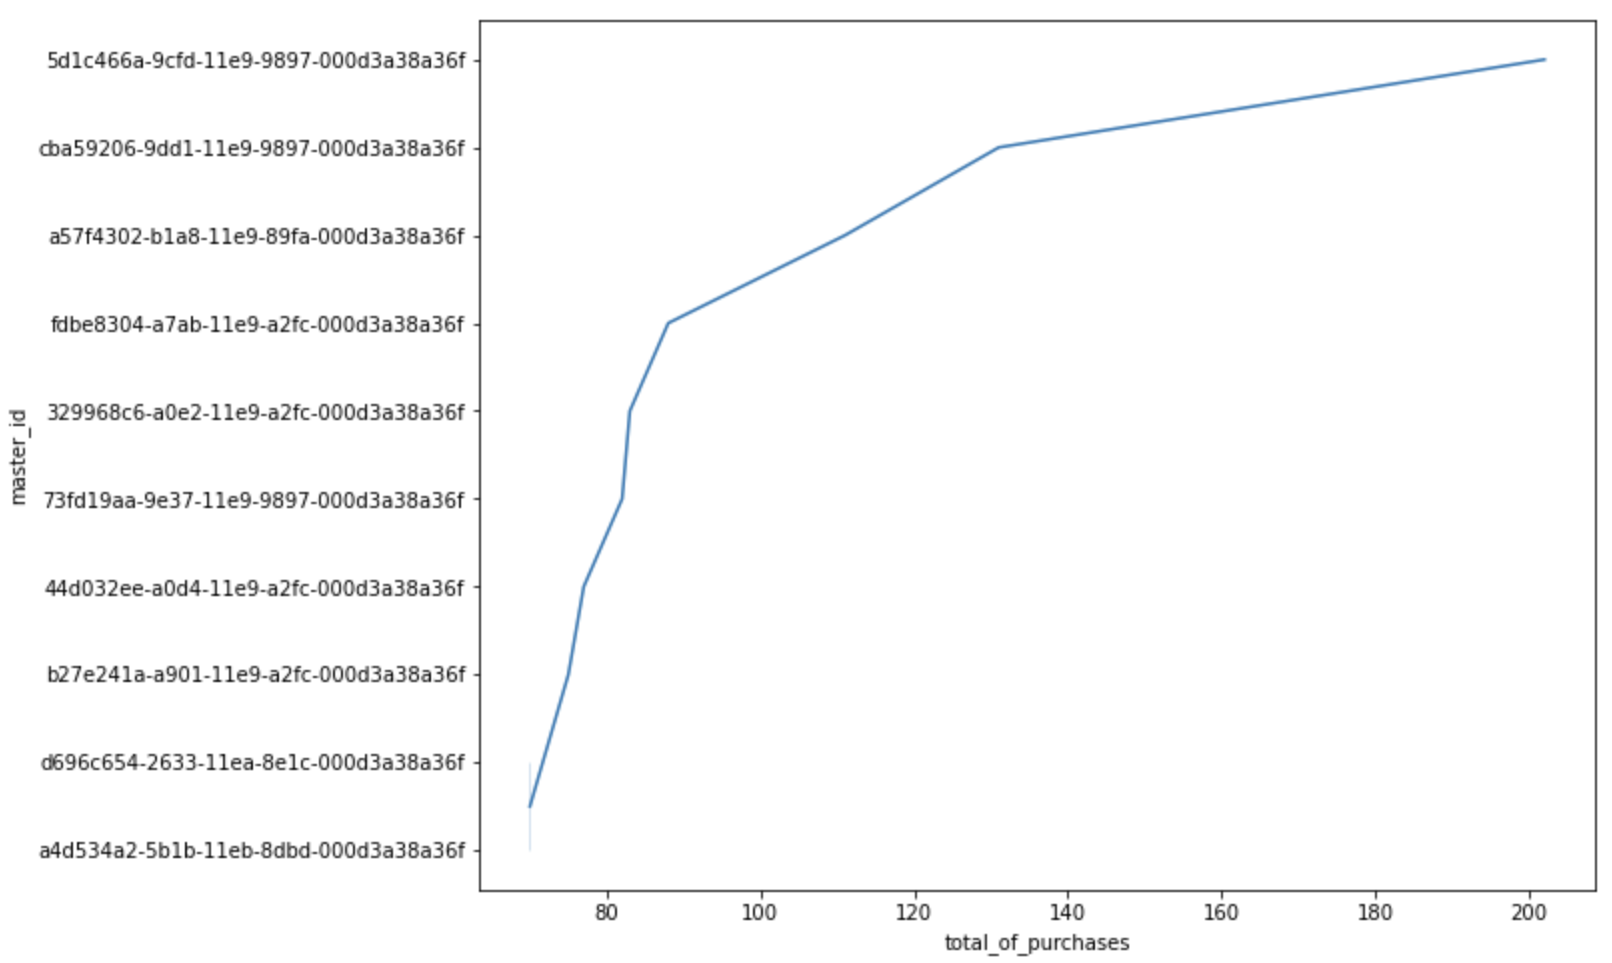 5d1c466a-9cfd-11e9-9897-000d3a38a36f
cba59206-9dd1-11e9-9897-000d3a38a36f
a57f4302-b1a8-11e9-89fa-000d3a38a36f
fdbe8304-a7ab-11e9-a2fc-000d3a38a36f
329968c6-a0e2-11e9-a2fc-000d3a38a36f
master_id
73fd19aa-9e37-11e9-9897-000d3a38a36f
44d032ee-a0d4-11e9-a2fc-000d3a38a36f
b27e241a-a901-11e9-a2fc-000d3a38a36f
d696c654-2633-11ea-8e1c-000d3a38a36f
a4d534a2-5b1b-11eb-8dbd-000d3a38a36f
80 100 120 140 160 180 200
total_of_purchases